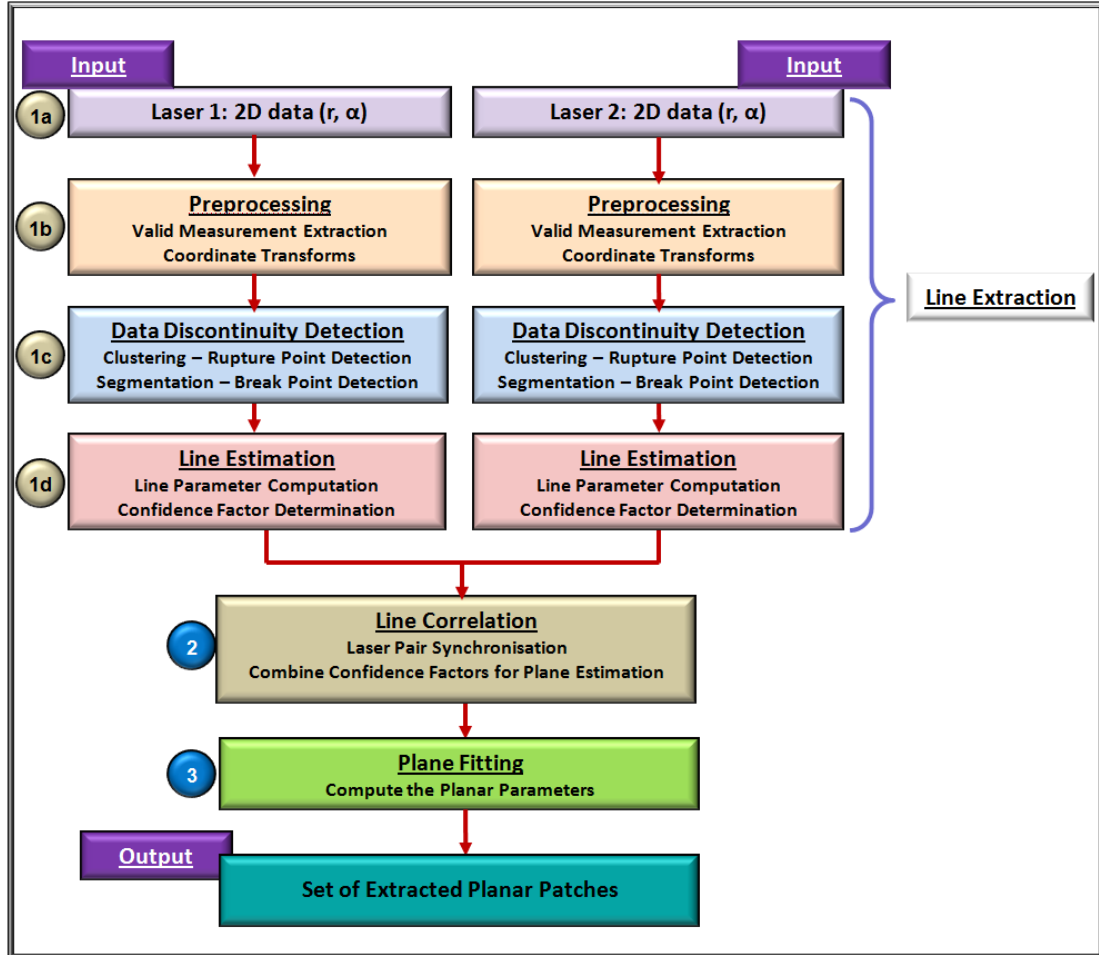 Input
Input
1a
Laser 1: 2D data (r, α)
Laser 2: 2D data (r, α)
1b
Preprocessing
Valid Measurement Extraction
Coordinate Transforms
Preprocessing
Valid Measurement Extraction
Coordinate Transforms
Line Extraction
1c
Data Discontinuity Detection
Clustering – Rupture Point Detection
Segmentation – Break Point Detection
Data Discontinuity Detection
Clustering – Rupture Point Detection
Segmentation – Break Point Detection
1d
Line Estimation
Line Parameter Computation
Confidence Factor Determination
Line Estimation
Line Parameter Computation
Confidence Factor Determination
2
Line Correlation
Laser Pair Synchronisation
Combine Confidence Factors for Plane Estimation
3
Plane Fitting
Compute the Planar Parameters
Output
Set of Extracted Planar Patches